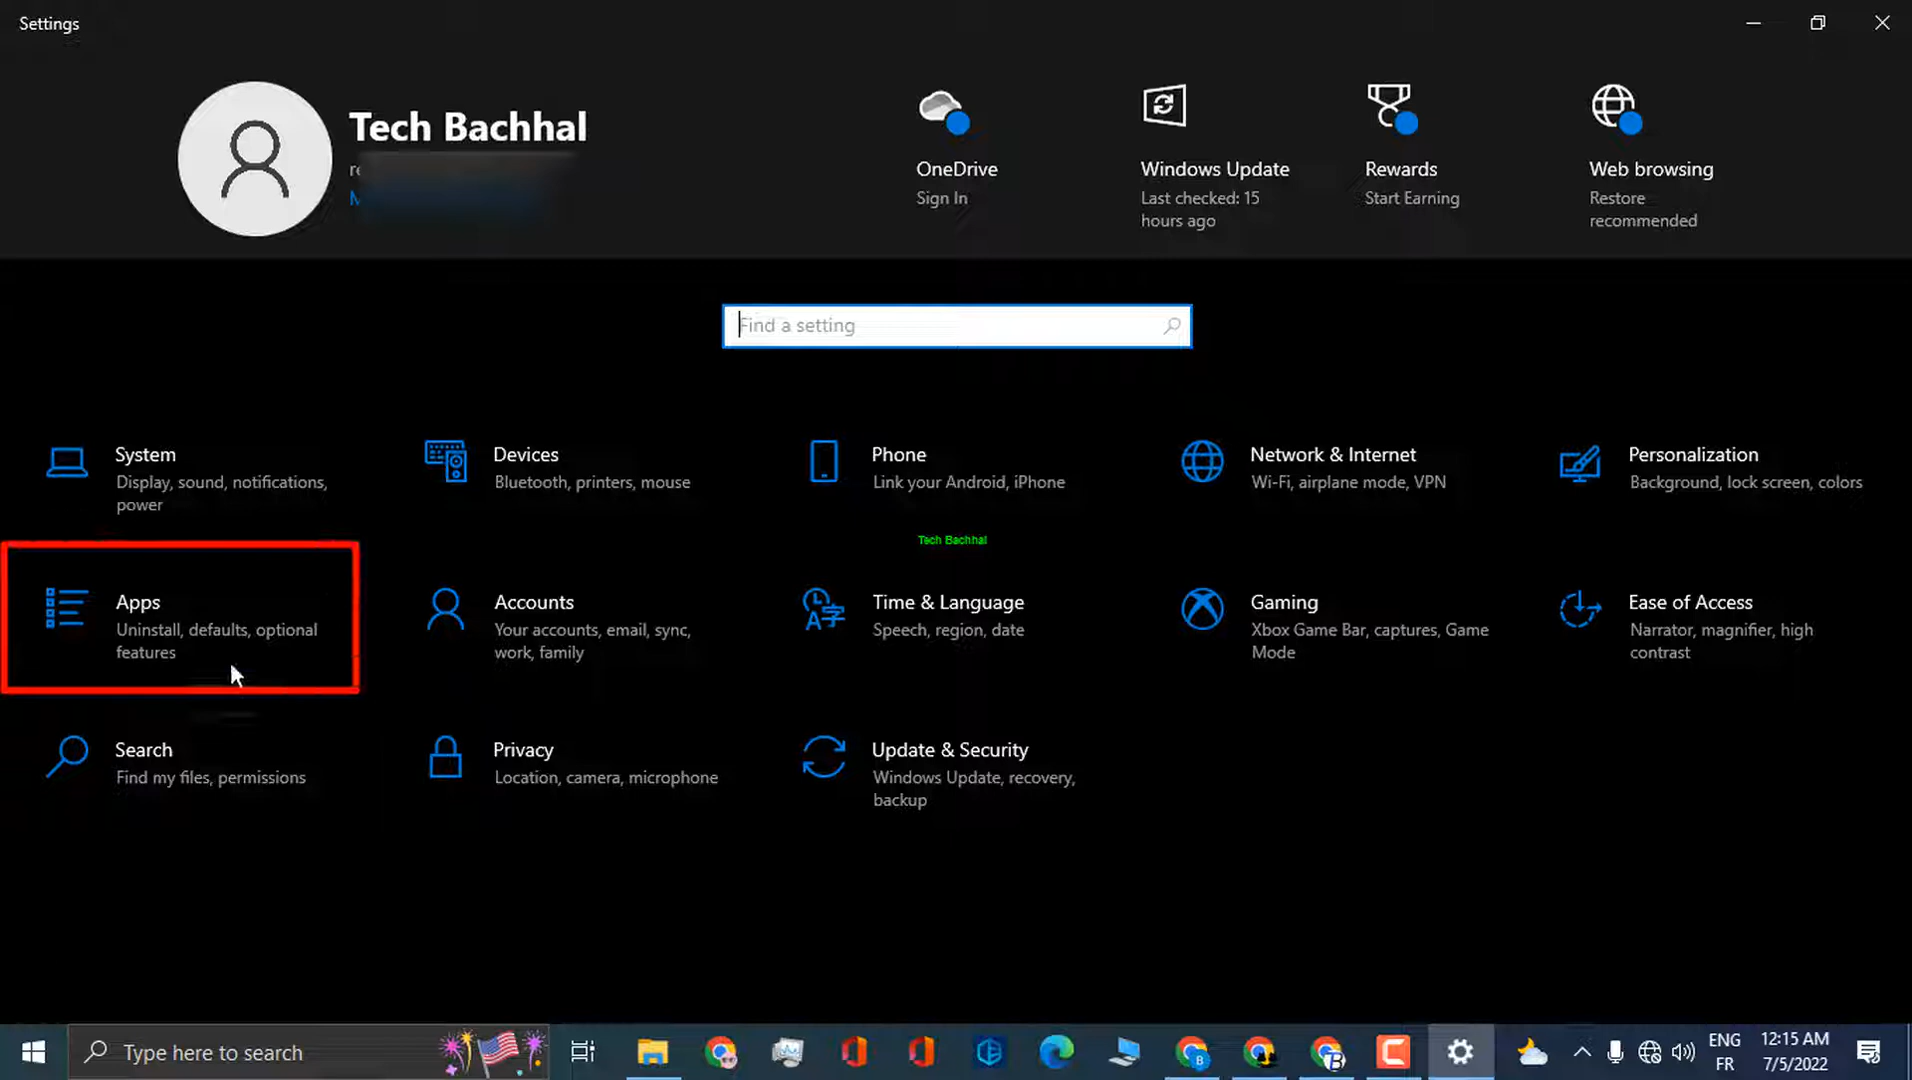 Settings
Tech Bachhal
re
M
OneDrive
Sign In
Windows Update
Last checked: 15
hours ago
Rewards
Start Earning
Web browsing
Restore
recommended
Find a setting
System
Display, sound, notifications,
power
Devices
Bluetooth, printers, mouse
Phone
Link your Android, iPhone
Network & Internet
Wi-Fi, airplane mode, VPN
Personalization
Background, lock screen, colors
Tech Bachhal
Apps
Uninstall, defaults, optional
features
Accounts
Your accounts, email, sync,
work, family
Time & Language
Speech, region, date
Gaming
Xbox Game Bar, captures, Game
Mode
Ease of Access
Narrator, magnifier, high
contrast
Search
Find my files, permissions
Privacy
Location, camera, microphone
Update & Security
Windows Update, recovery,
backup
Type here to search
ENG
FR
12:15 AM
7/5/2022